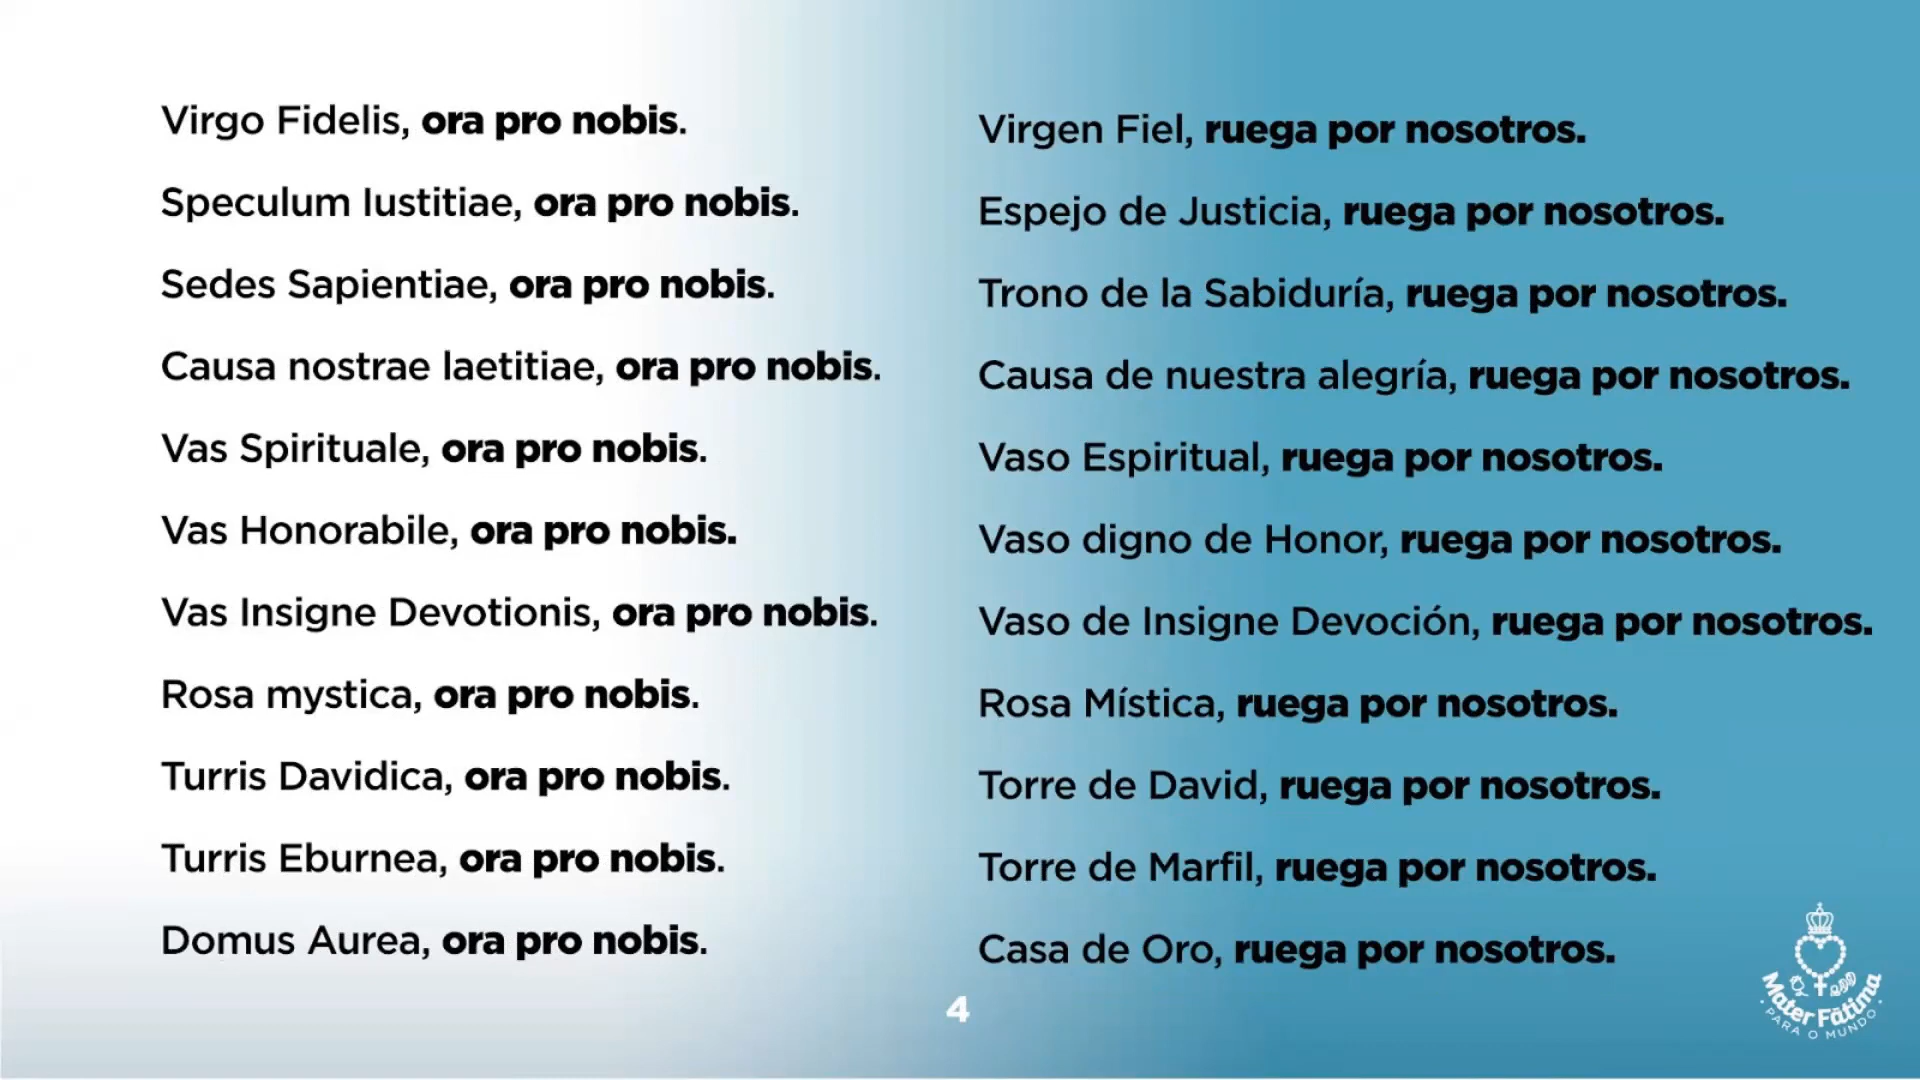 Virgo Fidelis, ora pro nobis.
Speculum Iustitiae, ora pro nobis.
Sedes Sapientiae, ora pro nobis.
Causa nostrae laetitiae, ora pro nobis.
Vas Spirituale, ora pro nobis.
Vas Honorabile, ora pro nobis.
Vas Insigne Devotionis, ora pro nobis.
Rosa mystica, ora pro nobis.
Turris Davidica, ora pro nobis.
Turris Eburnea, ora pro nobis.
Domus Aurea, ora pro nobis.
Virgen Fiel, ruega por nosotros.
Espejo de Justicia, ruega por nosotros.
Trono de la Sabiduría, ruega por nosotros.
Causa de nuestra alegría, ruega por nosotros.
Vaso Espiritual, ruega por nosotros.
Vaso digno de Honor, ruega por nosotros.
Vaso de Insigne Devoción, ruega por nosotros.
Rosa Mística, ruega por nosotros.
Torre de David, ruega por nosotros.
Torre de Marfil, ruega por nosotros.
Casa de Oro, ruega por nosotros.
4
Mater Fátima
PARA O MUNDO